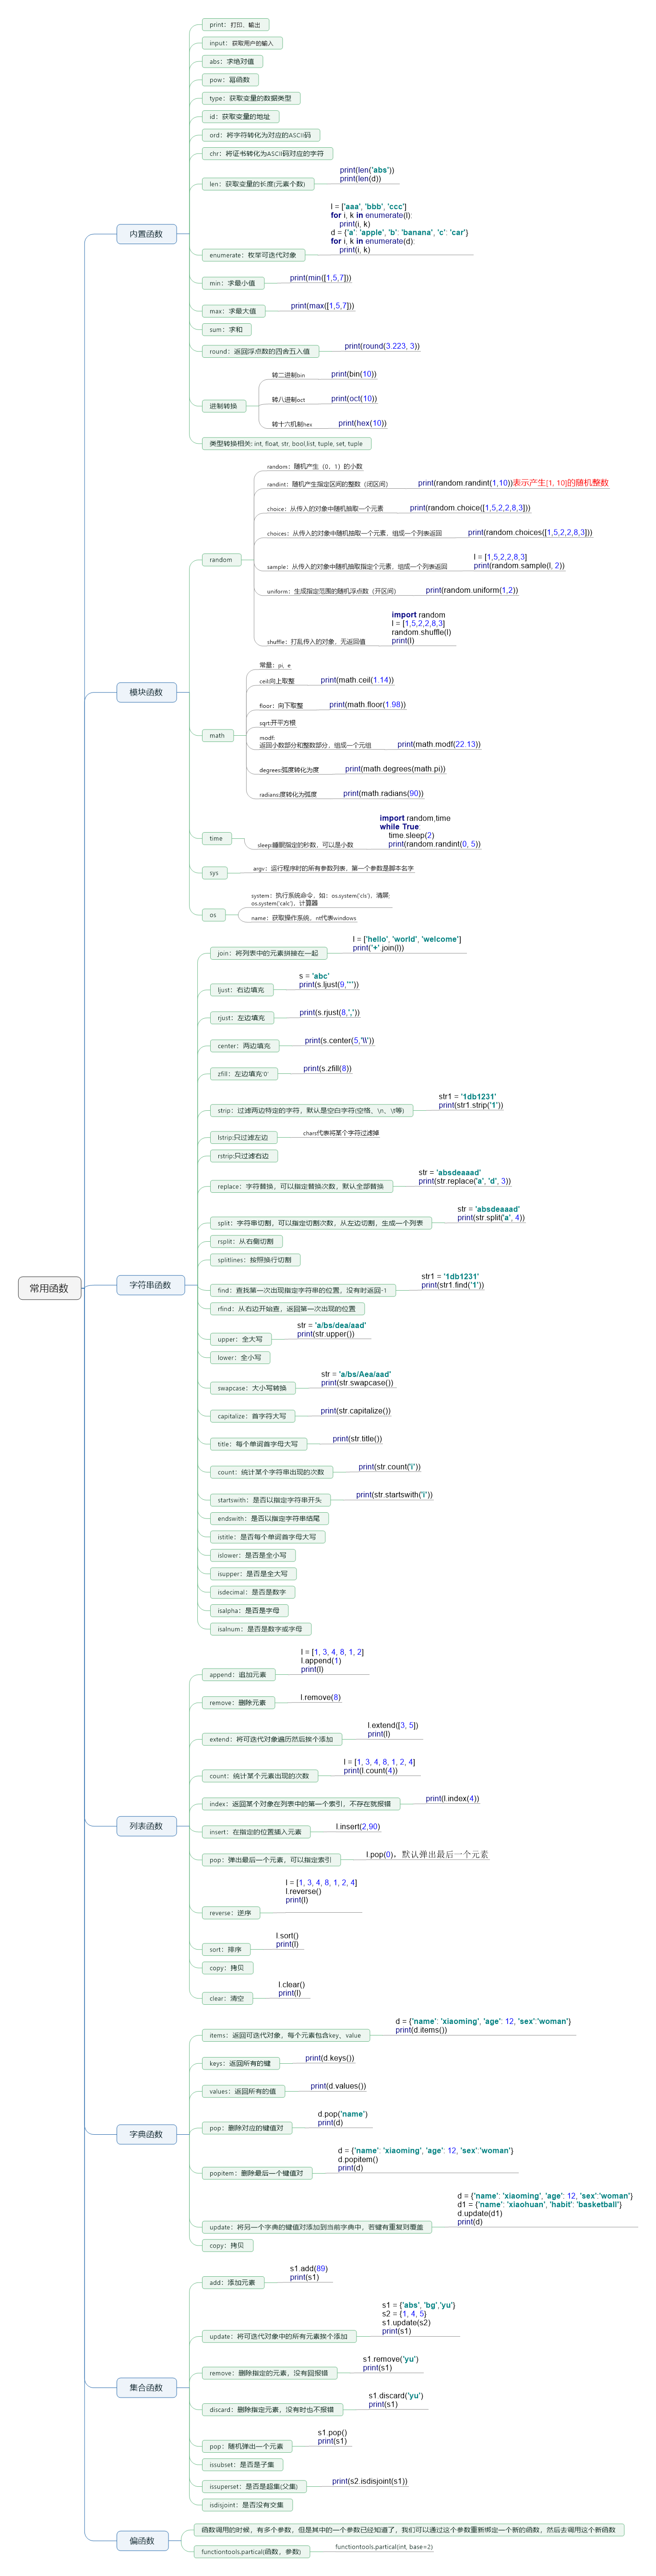 常用函数
内置函数
print：打印、输出
input：获取用户的输入
abs：求绝对值
pow：幂函数
type：获取变量的数据类型
id：获取变量的地址
ord：将字符转化为对应的ASCII码
chr：将证书转化为ASCII码对应的字符
len：获取变量的长度(元素个数)
print(len('abs'))
print(len(d))
enumerate：枚举可迭代对象
l = ['aaa', 'bbb', 'ccc']
for i, k in enumerate(l):
print(i, k)
d = {'a': 'apple', 'b': 'banana', 'c': 'car'}
for i, k in enumerate(d):
print(i, k)
min：求最小值
print(min([1,5,7]))
max：求最大值
print(max([1,5,7]))
sum：求和
round：返回浮点数的四舍五入值
print(round(3.223, 3))
进制转换
转二进制bin
print(bin(10))
转八进制oct
print(oct(10))
转十六机制hex
print(hex(10))
类型转换相关: int, float, str, bool,list, tuple, set, tuple
模块函数
random
random：随机产生（0，1）的小数
randint：随机产生指定区间的整数（闭区间）
print(random.randint(1,10))表示产生[1, 10]的随机整数
choice：从传入的对象中随机抽取一个元素
print(random.choice([1,5,2,2,8,3]))
choices：从传入的对象中随机抽取一个元素，组成一个列表返回
print(random.choices([1,5,2,2,8,3]))
sample：从传入的对象中随机抽取指定个元素，组成一个列表返回
l = [1,5,2,2,8,3]
print(random.sample(l, 2))
uniform：生成指定范围的随机浮点数（开区间）
print(random.uniform(1,2))
shuffle：打乱传入的对象，无返回值
import random
l = [1,5,2,2,8,3]
random.shuffle(l)
print(l)
math
常量：pi，e
ceil:向上取整
print(math.ceil(1.14))
floor：向下取整
print(math.floor(1.98))
sqrt:开平方根
modf:
返回小数部分和整数部分，组成一个元组
print(math.modf(22.13))
degrees:弧度转化为度
print(math.degrees(math.pi))
radians:度转化为弧度
print(math.radians(90))
time
sleep:睡眠指定的秒数，可以是小数
import random,time
while True:
time.sleep(2)
print(random.randint(0, 5))
sys
argv：运行程序时的所有参数列表，第一个参数是脚本名字
os
system：执行系统命令，如：os.system('cls')，清屏;
os.system('calc')，计算器
name：获取操作系统，nt代表windows
字符串函数
join：将列表中的元素拼接在一起
l = ['hello', 'world', 'welcome']
print('+'.join(l))
ljust：右边填充
s = 'abc'
print(s.ljust(9,'*'))
rjust：左边填充
print(s.rjust(8,','))
center：两边填充
print(s.center(5,'\\'))
zfill：左边填充'0'
print(s.zfill(8))
strip：过滤两边特定的字符，默认是空白字符(空格、\n、\t等)
str1 = '1db1231'
print(str1.strip('1'))
lstrip:只过滤左边
chars代表将某个字符过滤掉
rstrip:只过滤右边
replace：字符替换，可以指定替换次数，默认全部替换
str = 'absdeaaad'
print(str.replace('a', 'd', 3))
split：字符串切割，可以指定切割次数，从左边切割，生成一个列表
str = 'absdeaaad'
print(str.split('a', 4))
rsplit：从右侧切割
splitlines：按照换行切割
find：查找第一次出现指定字符串的位置，没有时返回-1
str1 = '1db1231'
print(str1.find('1'))
rfind：从右边开始查，返回第一次出现的位置
upper：全大写
str = 'a/bs/dea/aad'
print(str.upper())
lower：全小写
swapcase：大小写转换
str = 'a/bs/Aea/aad'
print(str.swapcase())
capitalize：首字符大写
print(str.capitalize())
title：每个单词首字母大写
print(str.title())
count：统计某个字符串出现的次数
print(str.count('i'))
startswith：是否以指定字符串开头
print(str.startswith('i'))
endswith：是否以指定字符串结尾
istitle：是否每个单词首字母大写
islower：是否是全小写
isupper：是否是全大写
isdecimal：是否是数字
isalpha：是否是字母
isalnum：是否是数字或字母
列表函数
append：追加元素
l = [1, 3, 4, 8, 1, 2]
l.append(1)
print(l)
remove：删除元素
l.remove(8)
extend：将可迭代对象遍历然后挨个添加
l.extend([3, 5])
print(l)
count：统计某个元素出现的次数
l = [1, 3, 4, 8, 1, 2, 4]
print(l.count(4))
index：返回某个对象在列表中的第一个索引，不存在就报错
print(l.index(4))
insert：在指定的位置插入元素
l.insert(2,90)
pop：弹出最后一个元素，可以指定索引
l.pop(0)，默认弹出最后一个元素
reverse：逆序
l = [1, 3, 4, 8, 1, 2, 4]
l.reverse()
print(l)
sort：排序
l.sort()
print(l)
copy：拷贝
clear：清空
l.clear()
print(l)
字典函数
items：返回可迭代对象，每个元素包含key、value
d = {'name': 'xiaoming', 'age': 12, 'sex':'woman'}
print(d.items())
keys：返回所有的键
print(d.keys())
values：返回所有的值
print(d.values())
pop：删除对应的键值对
d.pop('name')
print(d)
popitem：删除最后一个键值对
d = {'name': 'xiaoming', 'age': 12, 'sex':'woman'}
d.popitem()
print(d)
update：将另一个字典的键值对添加到当前字典中，若键有重复则覆盖
d = {'name': 'xiaoming', 'age': 12, 'sex':'woman'}
d1 = {'name': 'xiaohuan', 'habit': 'basketball'}
d.update(d1)
print(d)
copy：拷贝
集合函数
add：添加元素
s1.add(89)
print(s1)
update：将可迭代对象中的所有元素挨个添加
s1 = {'abs', 'bg','yu'}
s2 = {1, 4, 5}
s1.update(s2)
print(s1)
remove：删除指定的元素，没有回报错
s1.remove('yu')
print(s1)
discard：删除指定元素，没有时也不报错
s1.discard('yu')
print(s1)
pop：随机弹出一个元素
s1.pop()
print(s1)
issubset：是否是子集
issuperset：是否是超集(父集)
print(s2.isdisjoint(s1))
isdisjoint：是否没有交集
偏函数
函数调用的时候，有多个参数，但是其中的一个参数已经知道了，我们可以通过这个参数重新绑定一个新的函数，然后去调用这个新函数
functiontools.partical(函数，参数)
functiontools.partical(int, base=2)